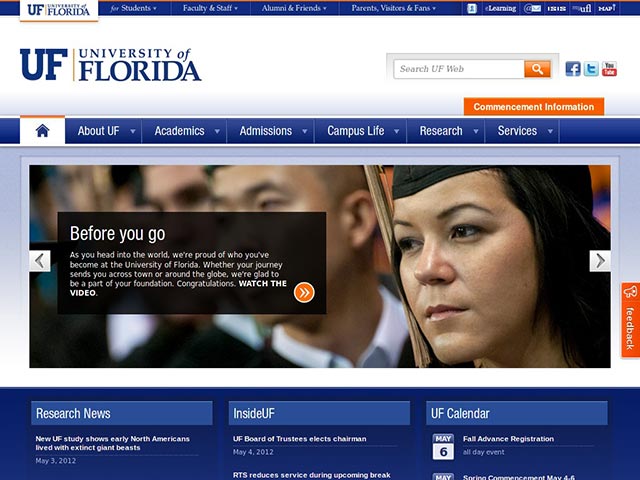 UF UNIVERSITY of FLORIDA
for Students
Faculty & Staff
Alumni & Friends
Parents, Visitors & Fans
eLearning
ISIS
myufl
MAP
UF UNIVERSITY of
FLORIDA
Search UF Web
You
Tube
Commencement Information
About UF
Academics
Admissions
Campus Life
Research
Services
Before you go
As you head into the world, we're proud of who you've
become at the University of Florida. Whether your journey
sends you across town or around the globe, we're glad to
be a part of your foundation. Congratulations. WATCH THE
VIDEO.
feedback
Research News
New UF study shows early North Americans
lived with extinct giant beasts
May 3, 2012
InsideUF
UF Board of Trustees elects chairman
May 4, 2012
RTS reduces service during upcoming break
UF Calendar
MAY
6
Fall Advance Registration
all day event
MAY
Spring Commencement May 4-6